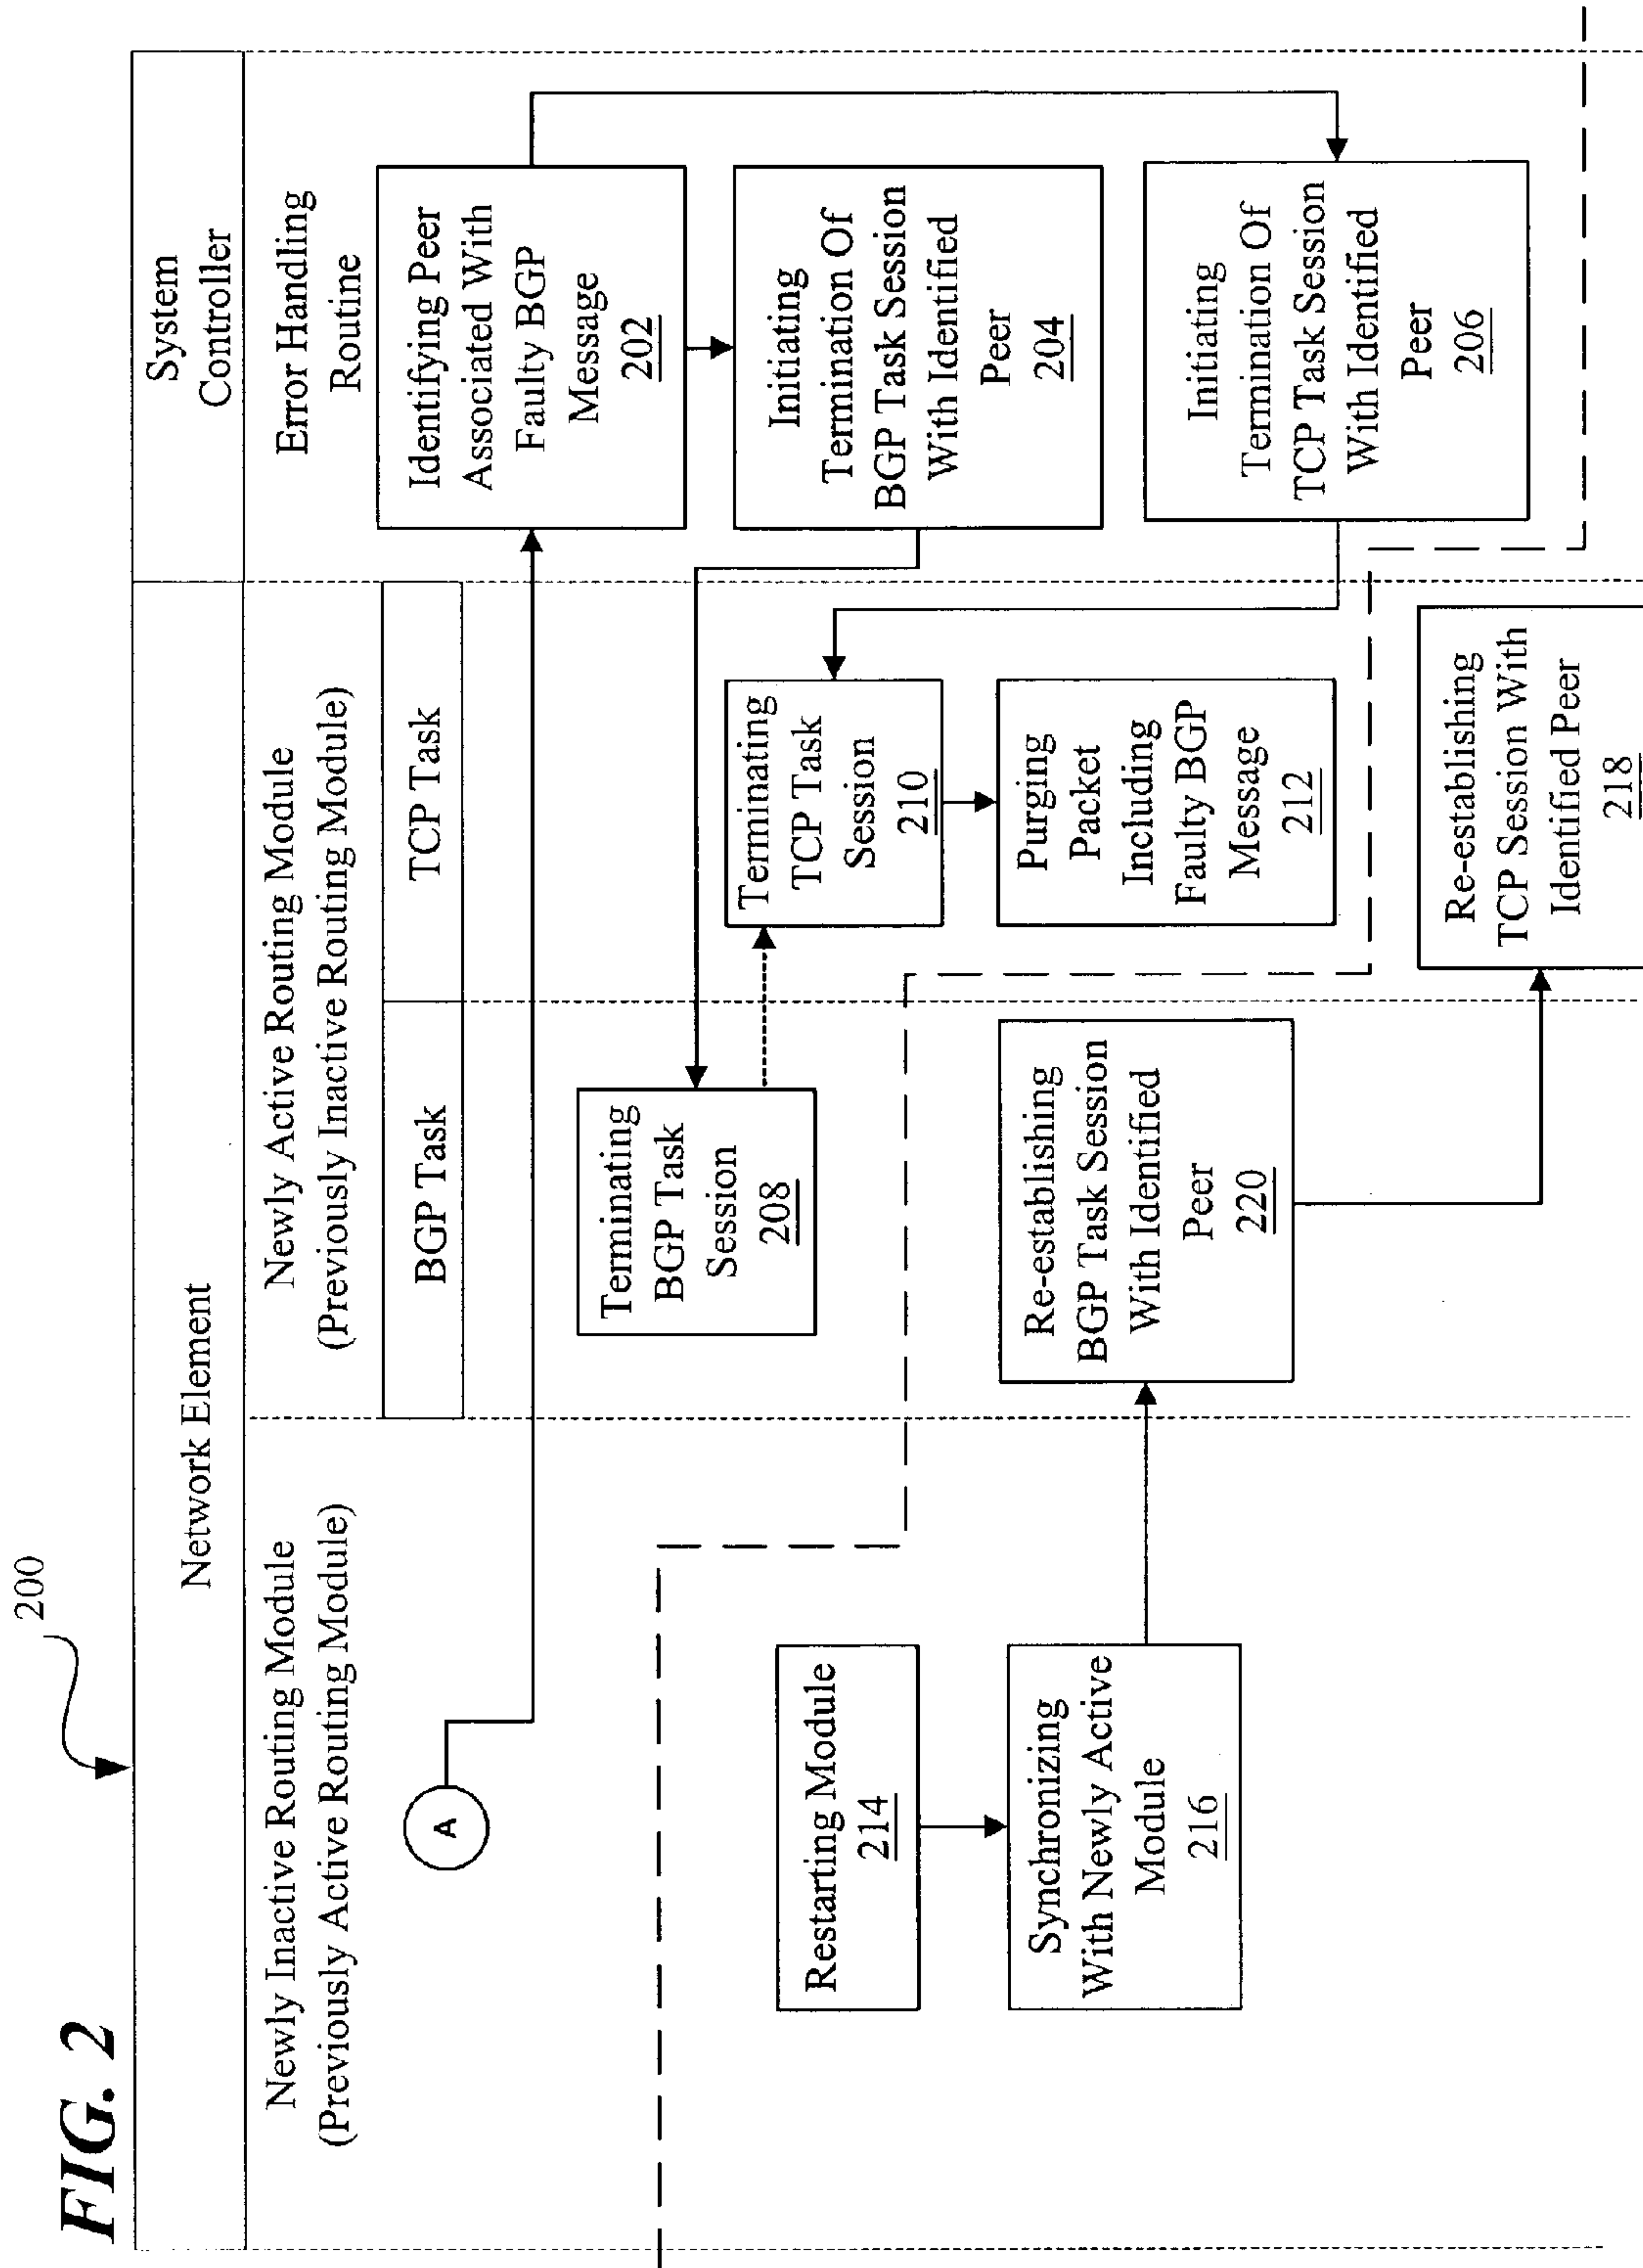 FIG. 2
200
Network Element
System
Controller
Newly Inactive Routing Module
(Previously Active Routing Module)
Newly Active Routing Module
(Previously Inactive Routing Module)
Error Handling
Routine
BGP Task
TCP Task
A
Identifying Peer
Associated With
Faulty BGP
Message
202
Initiating
Termination Of
BGP Task Session
With Identified
Peer
204
Initiating
Termination Of
TCP Task Session
With Identified
Peer
206
Terminating
BGP Task
Session
208
Terminating
TCP Task
Session
210
Purging
Packet
Including
Faulty BGP
Message
212
Restarting Module
214
Synchronizing
With Newly Active
Module
216
Re-establishing
BGP Task Session
With Identified
Peer
220
Re-establishing
TCP Session With
Identified Peer
218